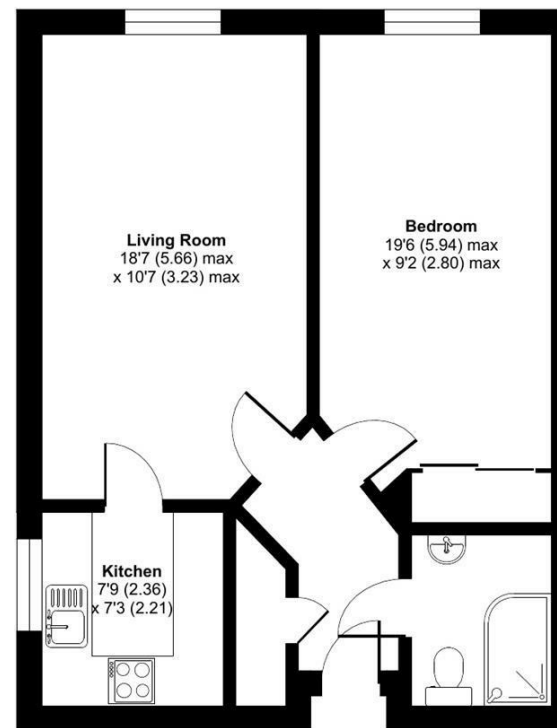 Living Room
18'7 (5.66) max
x 10'7 (3.23) max
Bedroom
19'6 (5.94) max
x 9'2 (2.80) max
Kitchen
7'9 (2.36)
x 7'3 (2.21)